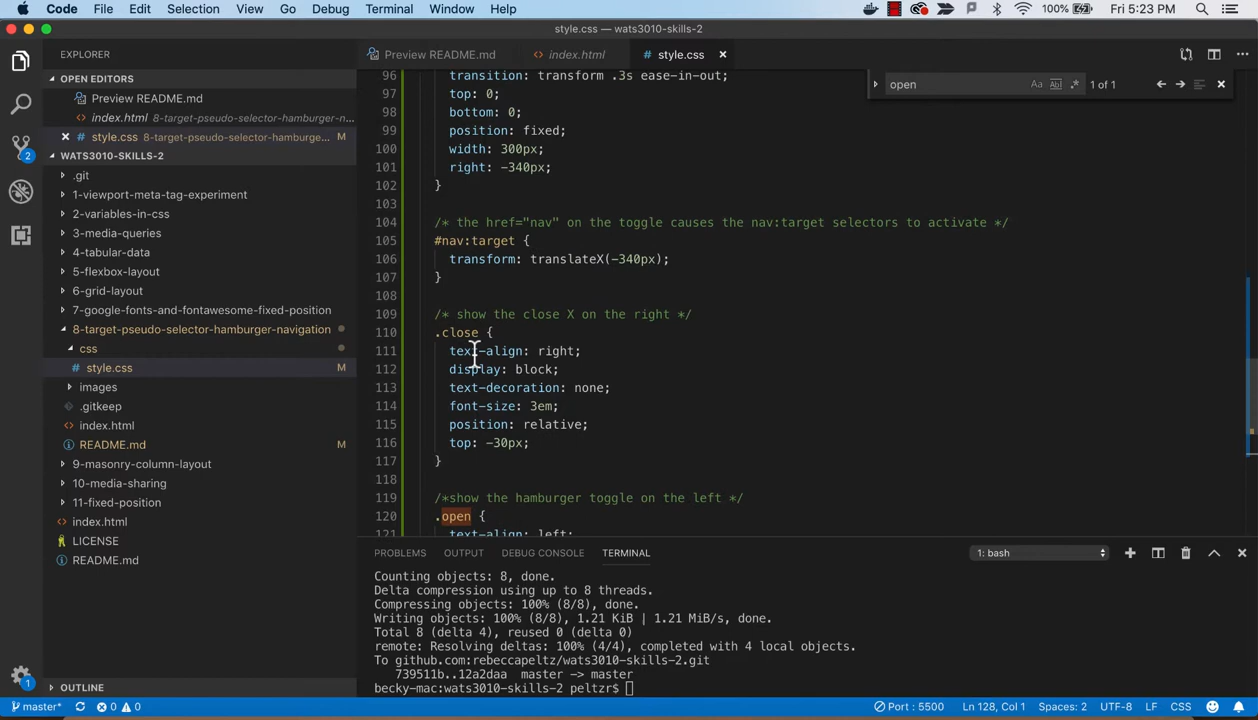 Code File Edit Selection View Go Debug Terminal Window Help 100% Fri 5:23 PM
style.css — wats3010-skills-2
EXPLORER
OPEN EDITORS
Preview README.md
index.html 8-target-pseudo-selector-hamburger-n...
style.css 8-target-pseudo-selector-hamburge... M
WATS3010-SKILLS-2
.git
1-viewport-meta-tag-experiment
2-variables-in-css
3-media-queries
4-tabular-data
5-flexbox-layout
6-grid-layout
7-google-fonts-and-fontawesome-fixed-position
8-target-pseudo-selector-hamburger-navigation
css
# style.css M
images
.gitkeep
index.html
README.md M
9-masonry-column-layout
10-media-sharing
11-fixed-position
index.html
LICENSE
README.md
OUTLINE
2
1
Preview README.md index.html # style.css
open Aa Abl .* 1 of 1
96 transition: transform .3s ease-in-out;
97 top: 0;
98 bottom: 0;
99 position: fixed;
100 width: 300px;
101 right: -340px;
102 }
103
104 /* the href="nav" on the toggle causes the nav:target selectors to activate */
105 #nav:target {
106 transform: translateX(-340px);
107 }
108
109 /* show the close X on the right */
110 .close {
111 text-align: right;
112 display: block;
113 text-decoration: none;
114 font-size: 3em;
115 position: relative;
116 top: -30px;
117 }
118
119 /*show the hamburger toggle on the left */
120 .open {
121 text-align: left;
PROBLEMS OUTPUT DEBUG CONSOLE TERMINAL 1: bash
Counting objects: 8, done.
Delta compression using up to 8 threads.
Compressing objects: 100% (8/8), done.
Writing objects: 100% (8/8), 1.21 KiB | 1.21 MiB/s, done.
Total 8 (delta 4), reused 0 (delta 0)
remote: Resolving deltas: 100% (4/4), completed with 4 local objects.
To github.com:rebeccapeltz/wats3010-skills-2.git
739511b..12a2daa master -> master
becky-mac:wats3010-skills-2 peltzr$
master* 0 0 Port : 5500 Ln 128, Col 1 Spaces: 2 UTF-8 LF CSS